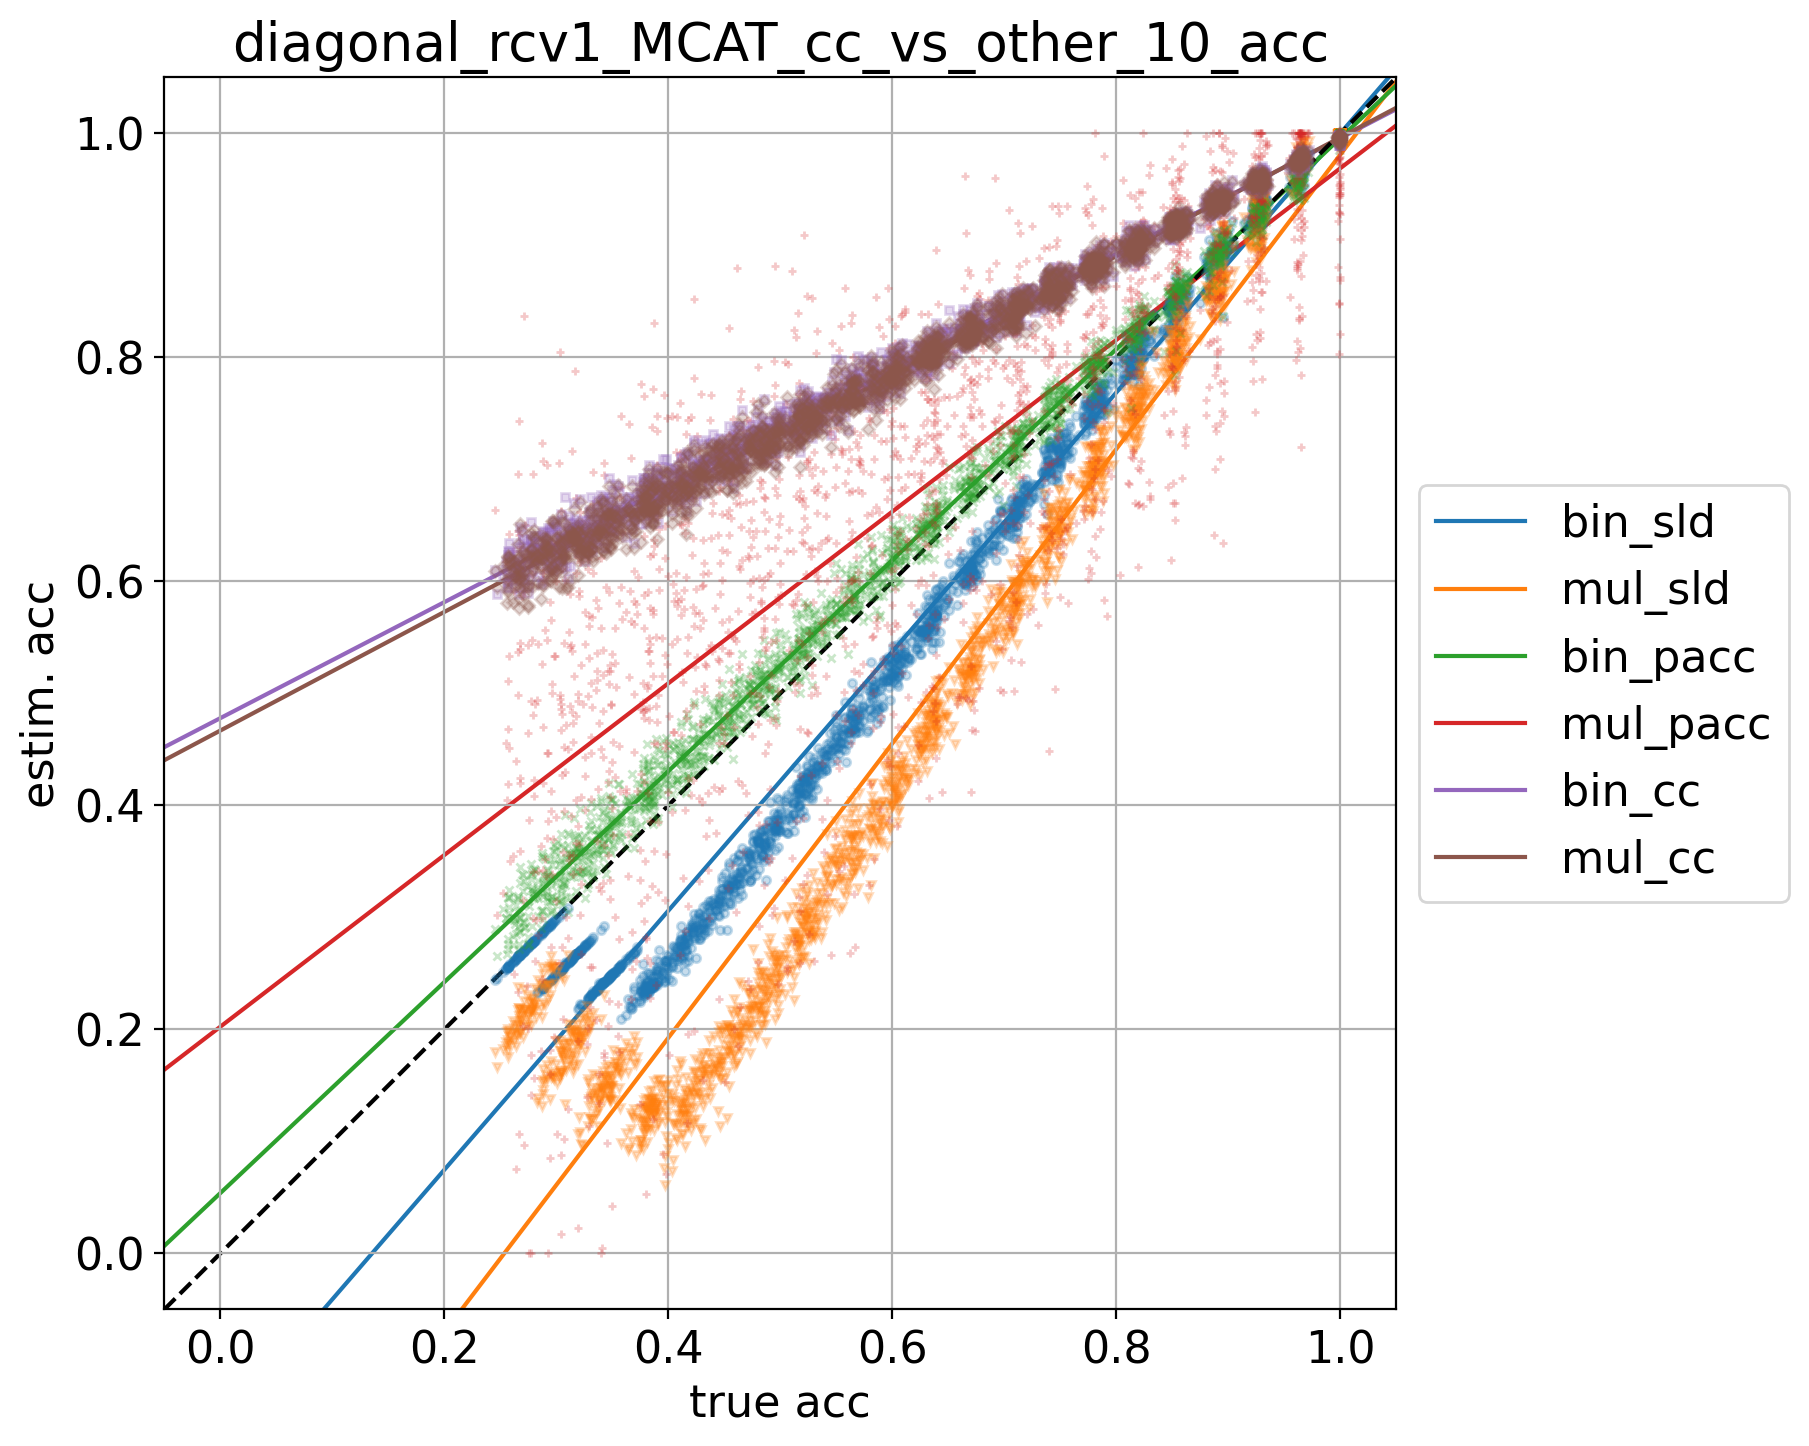 diagonal_rcv1_MCAT_cc_vs_other_10_acc
1.0
0.8
0.6
0.4
0.2
0.0
estim. acc
0.0 0.2 0.4 0.6 0.8 1.0
true acc
bin_sld
mul_sld
bin_pacc
mul_pacc
bin_cc
mul_cc